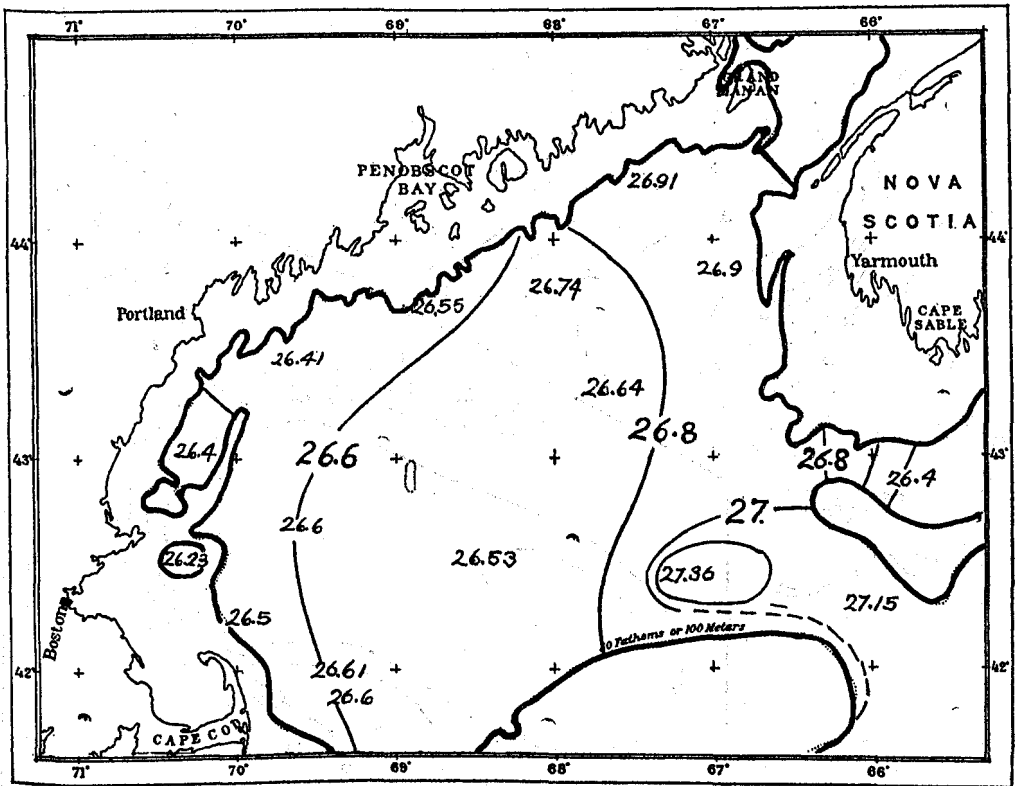 71° 70° 69° 68° 67° 66°
GRAND
MANAN
PENOBSCOT
BAY
26.91
NOVA
SCOTIA
44° 44°
26.9
Yarmouth
26.74
26.55
Portland
CAPE
SABLE
26.41
26.64
26.8
26.4
26.6
43° 43°
26.8
26.4
27.
26.6
26.23
26.53
27.36
27.15
26.5
Boston
50 Fathoms or 100 Meters
42° 42°
26.61
26.6
CAPE COD
71° 70° 69° 68° 67° 66°